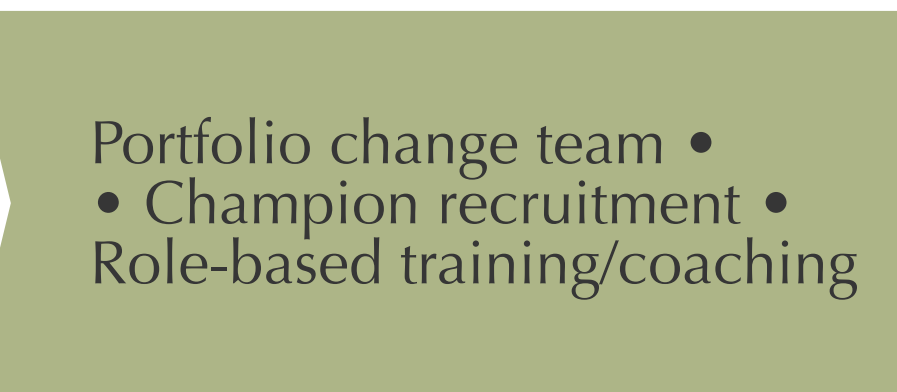 Portfolio change team •
• Champion recruitment •
Role-based training/coaching